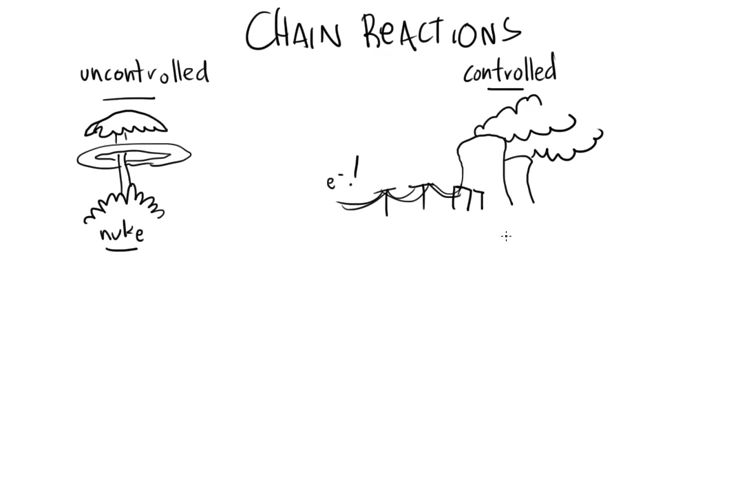 CHAIN REACTIONS
uncontrolled
controlled
e-!
nuke